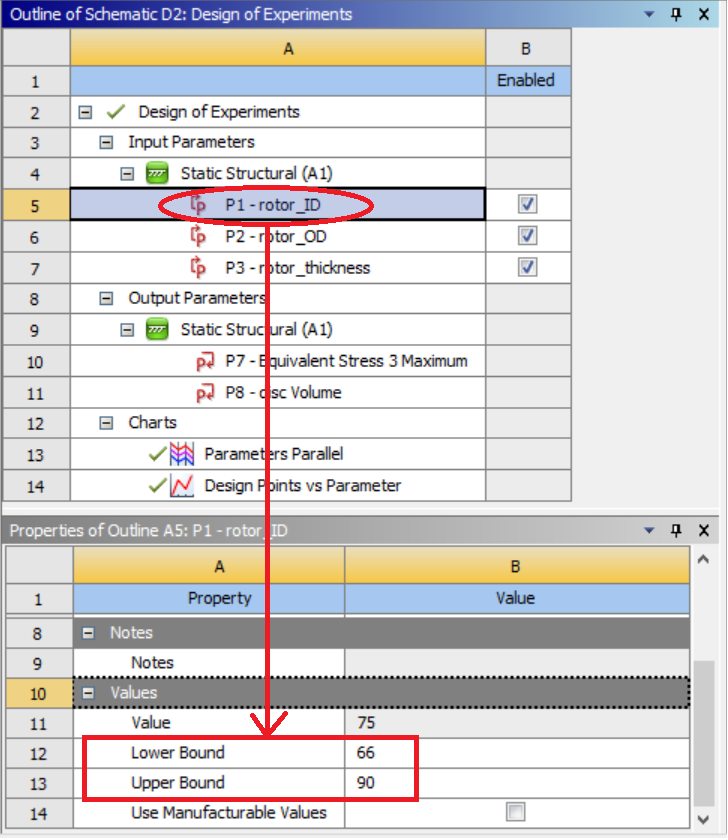 Outline of Schematic D2: Design of Experiments
A B
1 Enabled
2 Design of Experiments
3 Input Parameters
4 Static Structural (A1)
5 P1 - rotor_ID
6 P2 - rotor_OD
7 P3 - rotor_thickness
8 Output Parameters
9 Static Structural (A1)
10 P7 - Equivalent Stress 3 Maximum
11 P8 - disc Volume
12 Charts
13 Parameters Parallel
14 Design Points vs Parameter
Properties of Outline A5: P1 - rotor_ID
A B
1 Property Value
8 Notes
9 Notes
10 Values
11 Value 75
12 Lower Bound 66
13 Upper Bound 90
14 Use Manufacturable Values